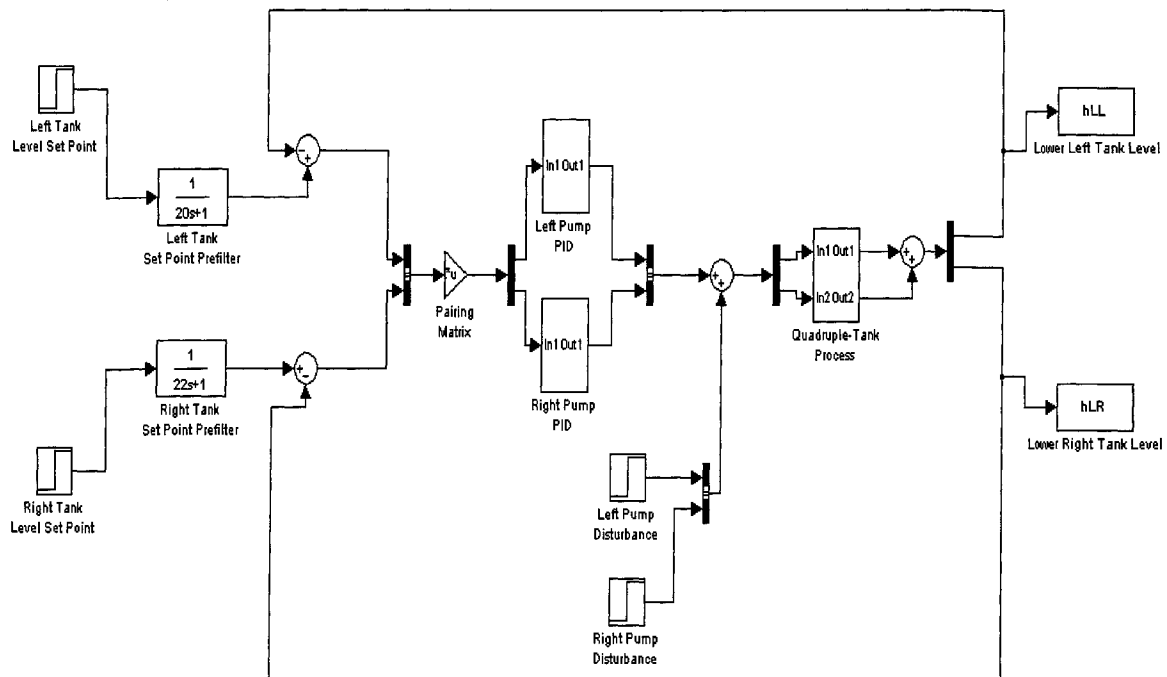 Left Tank
Level Set Point
1
20s+1
Left Tank
Set Point Prefilter
-
+
1
22s+1
Right Tank
Set Point Prefilter
+
-
Right Tank
Level Set Point
*u
Pairing
Matrix
In1 Out1
Left Pump
PID
In1 Out1
Right Pump
PID
+
+
Left Pump
Disturbance
Right Pump
Disturbance
In1 Out1
In2 Out2
Quadruple-Tank
Process
+
+
hLL
Lower Left Tank Level
hLR
Lower Right Tank Level